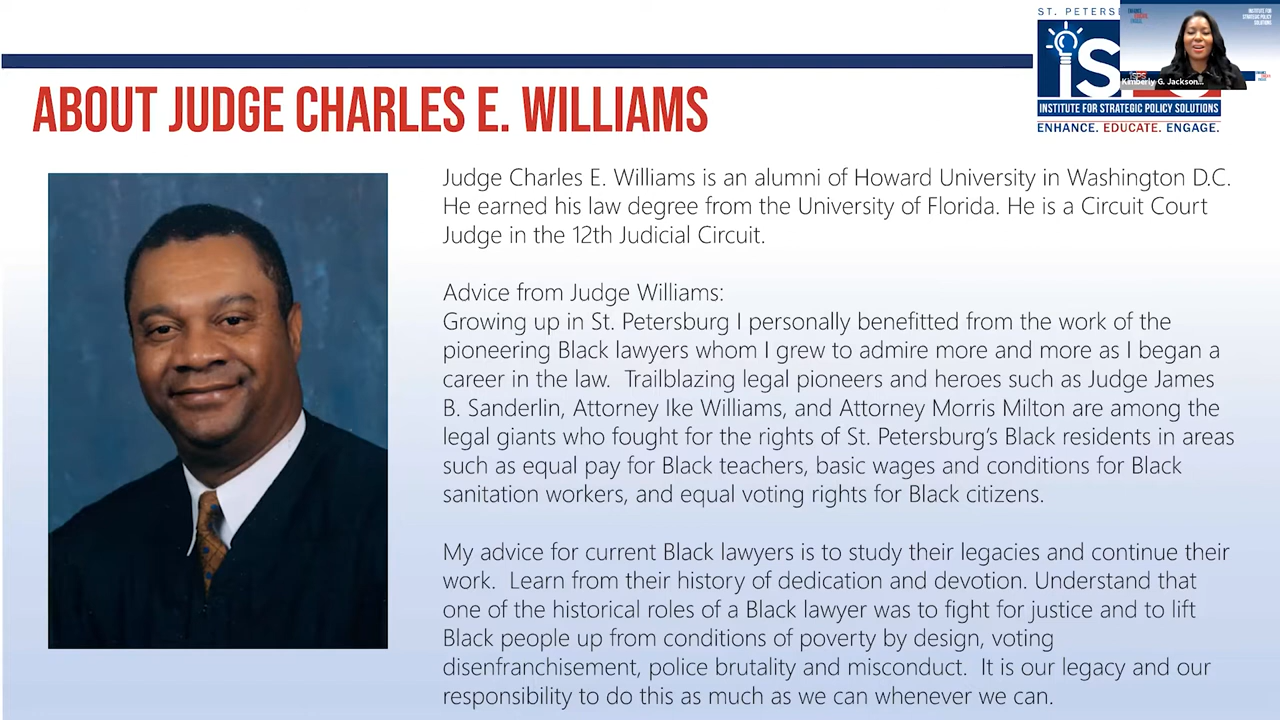 ST. PETERS
iS
INSTITUTE FOR STRATEGIC POLICY SOLUTIONS
ENHANCE. EDUCATE. ENGAGE.
INSTITUTE FOR
STRATEGIC POLICY
SOLUTIONS
Kimberly G. Jackson...
ABOUT JUDGE CHARLES E. WILLIAMS
Judge Charles E. Williams is an alumni of Howard University in Washington D.C.
He earned his law degree from the University of Florida. He is a Circuit Court
Judge in the 12th Judicial Circuit.
Advice from Judge Williams:
Growing up in St. Petersburg I personally benefitted from the work of the
pioneering Black lawyers whom I grew to admire more and more as I began a
career in the law.  Trailblazing legal pioneers and heroes such as Judge James
B. Sanderlin, Attorney Ike Williams, and Attorney Morris Milton are among the
legal giants who fought for the rights of St. Petersburg's Black residents in areas
such as equal pay for Black teachers, basic wages and conditions for Black
sanitation workers, and equal voting rights for Black citizens.
My advice for current Black lawyers is to study their legacies and continue their
work.  Learn from their history of dedication and devotion. Understand that
one of the historical roles of a Black lawyer was to fight for justice and to lift
Black people up from conditions of poverty by design, voting
disenfranchisement, police brutality and misconduct.  It is our legacy and our
responsibility to do this as much as we can whenever we can.